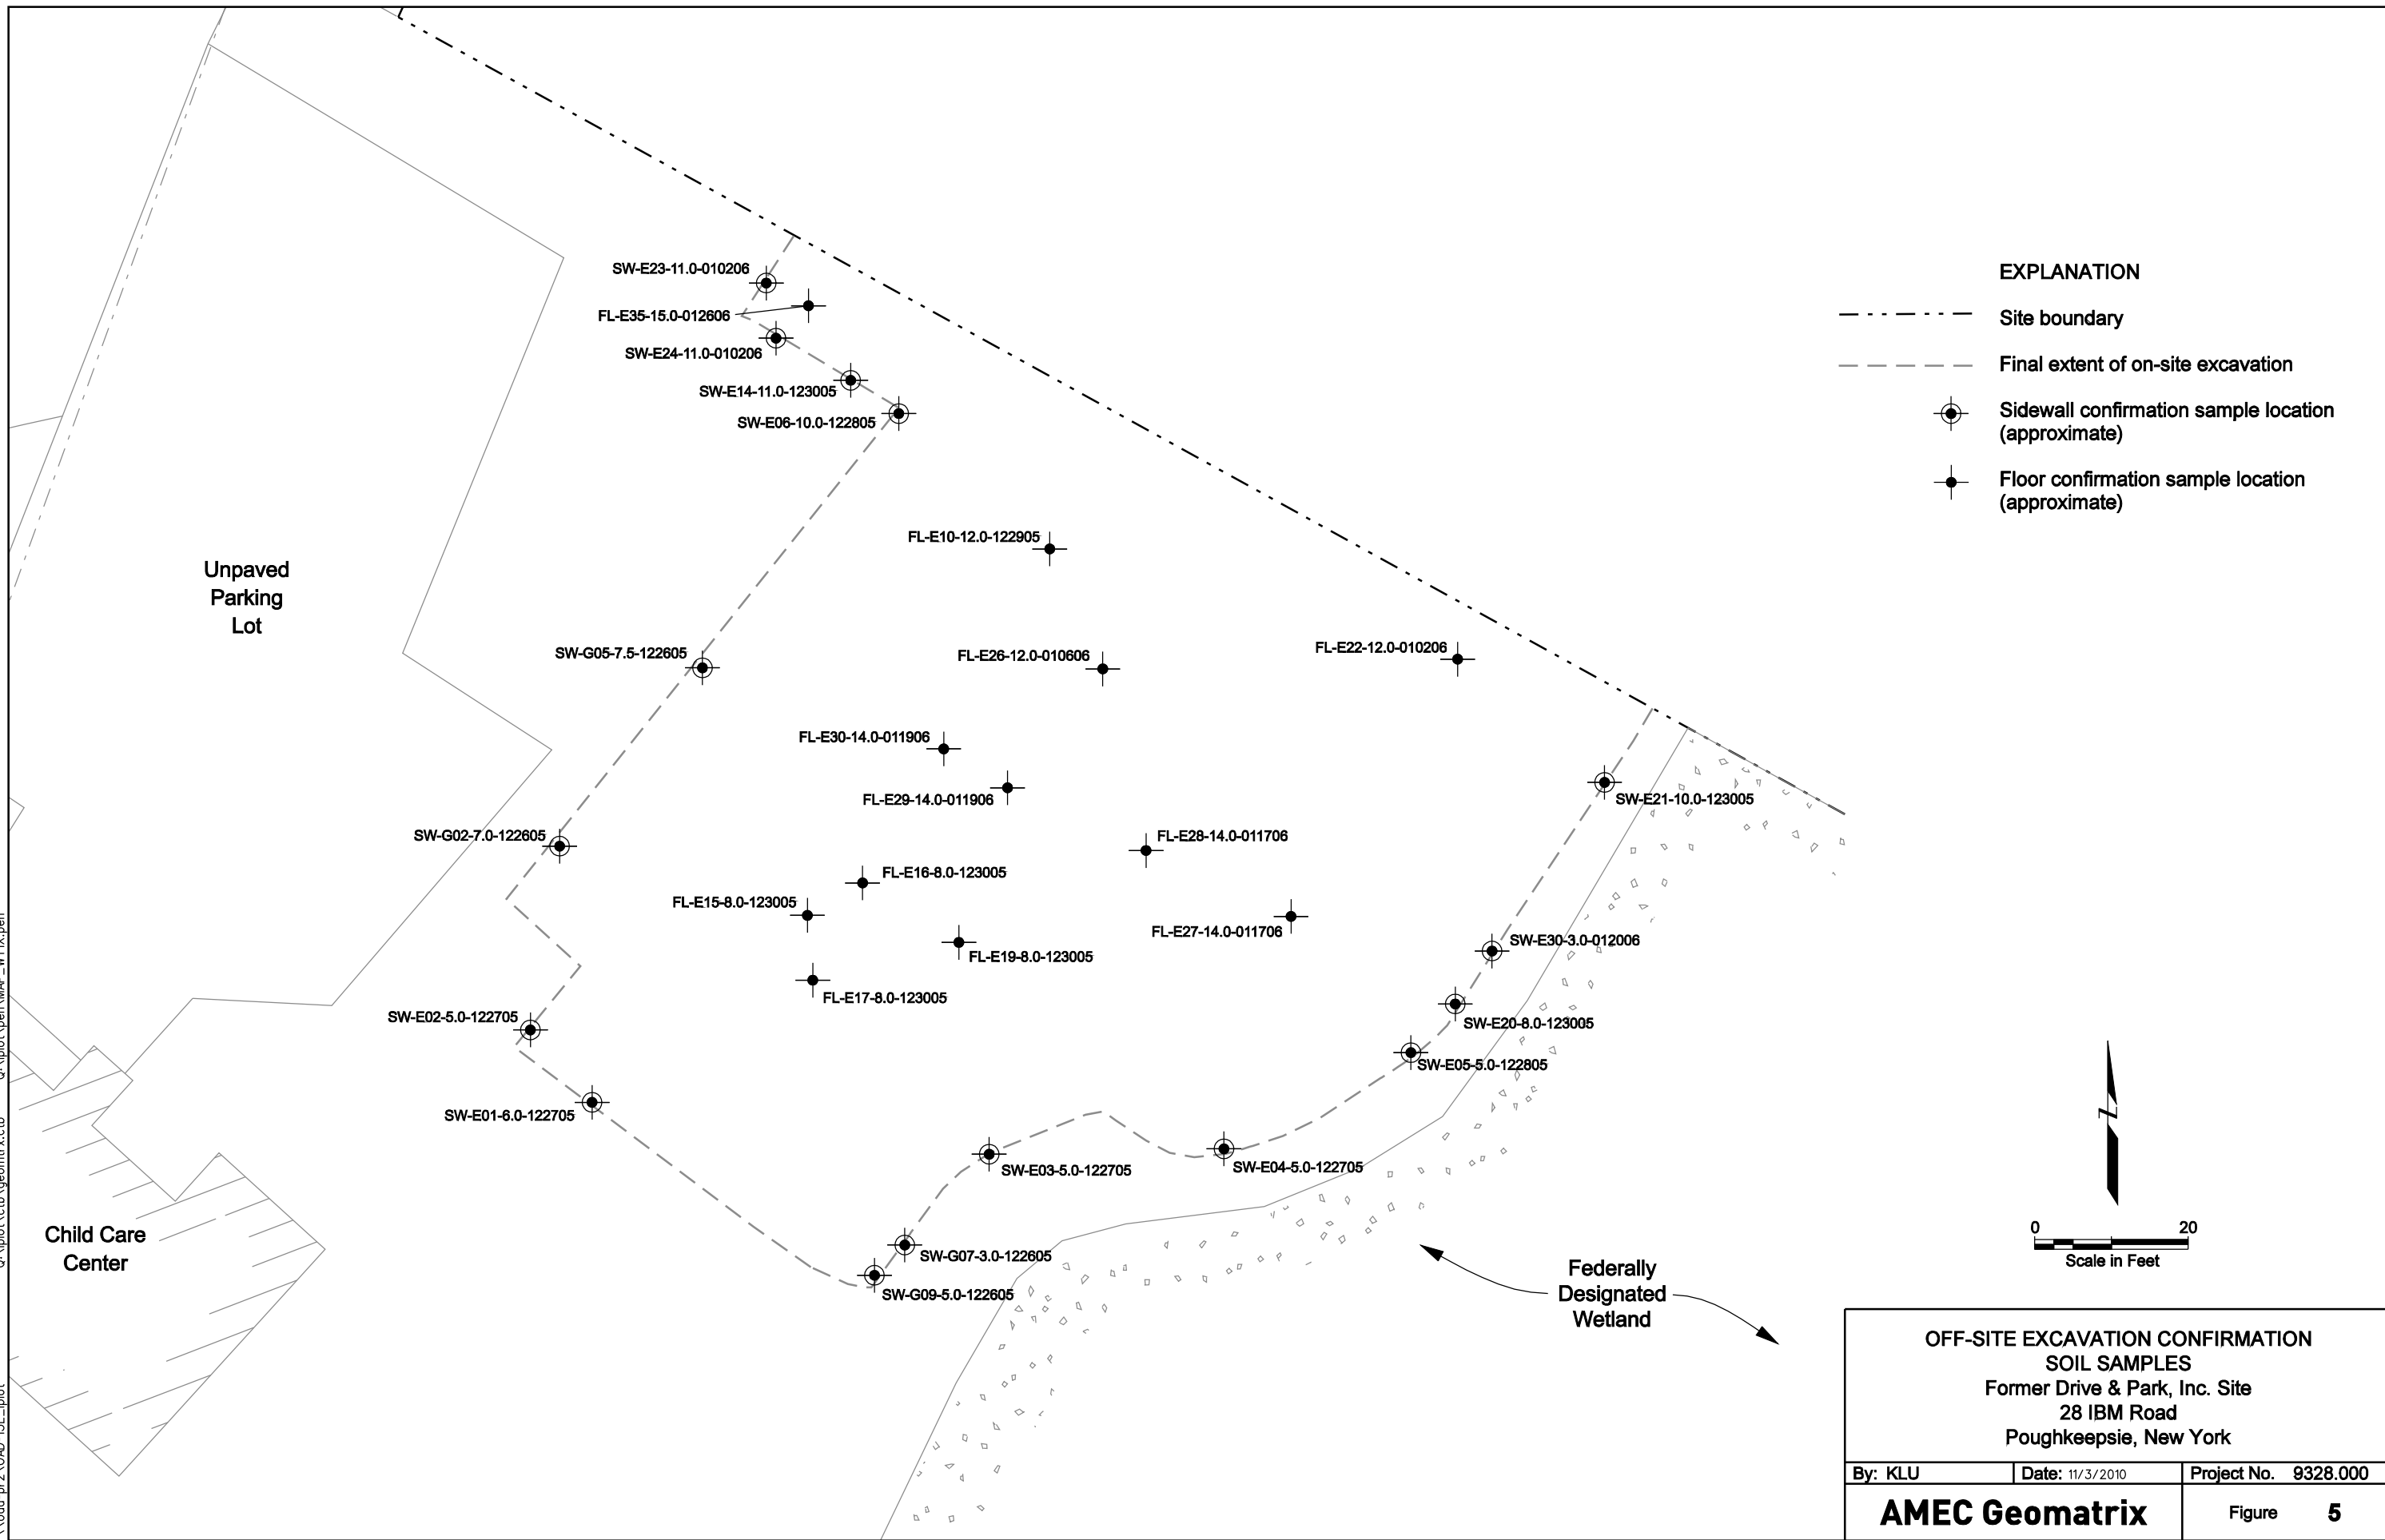 SW-E23-11.0-010206
FL-E35-15.0-012606
SW-E24-11.0-010206
SW-E14-11.0-123005
SW-E06-10.0-122805
EXPLANATION
Site boundary
Final extent of on-site excavation
Sidewall confirmation sample location
(approximate)
Floor confirmation sample location
(approximate)
FL-E10-12.0-122905
Unpaved
Parking
Lot
SW-G05-7.5-122605
FL-E26-12.0-010606
FL-E22-12.0-010206
FL-E30-14.0-011906
FL-E29-14.0-011906
SW-E21-10.0-123005
SW-G02-7.0-122605
FL-E28-14.0-011706
FL-E16-8.0-123005
FL-E15-8.0-123005
FL-E27-14.0-011706
SW-E30-3.0-012006
FL-E19-8.0-123005
FL-E17-8.0-123005
SW-E02-5.0-122705
SW-E20-8.0-123005
SW-E05-5.0-122805
SW-E01-6.0-122705
SW-E03-5.0-122705
SW-E04-5.0-122705
Child Care
Center
SW-G07-3.0-122605
SW-G09-5.0-122605
Federally
Designated
Wetland
Z
0 20
Scale in Feet
OFF-SITE EXCAVATION CONFIRMATION
SOIL SAMPLES
Former Drive & Park, Inc. Site
28 IBM Road
Poughkeepsie, New York
By: KLU Date: 11/3/2010 Project No. 9328.000
AMEC Geomatrix Figure 5